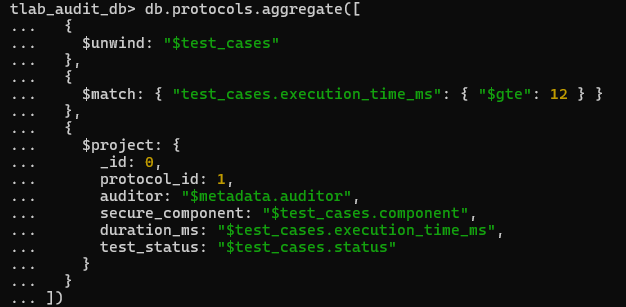 tlab_audit_db> db.protocols.aggregate([
...   {
...     $unwind: "$test_cases"
...   },
...   {
...     $match: { "test_cases.execution_time_ms": { "$gte": 12 } }
...   },
...   {
...     $project: {
...       _id: 0,
...       protocol_id: 1,
...       auditor: "$metadata.auditor",
...       secure_component: "$test_cases.component",
...       duration_ms: "$test_cases.execution_time_ms",
...       test_status: "$test_cases.status"
...     }
...   }
... ])